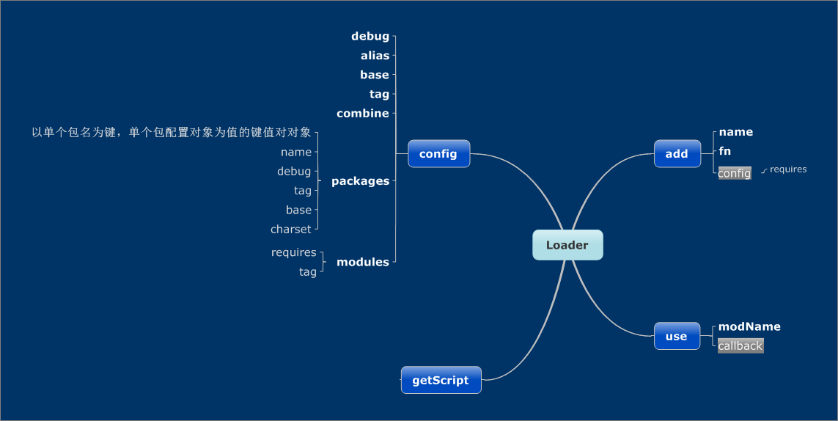 debug
alias
base
tag
combine
以单个包名为键，单个包配置对象为值的键值对对象
name
debug
tag
base
charset
packages
requires
tag
modules
config
getScript
Loader
add
name
fn
config
requires
use
modName
callback